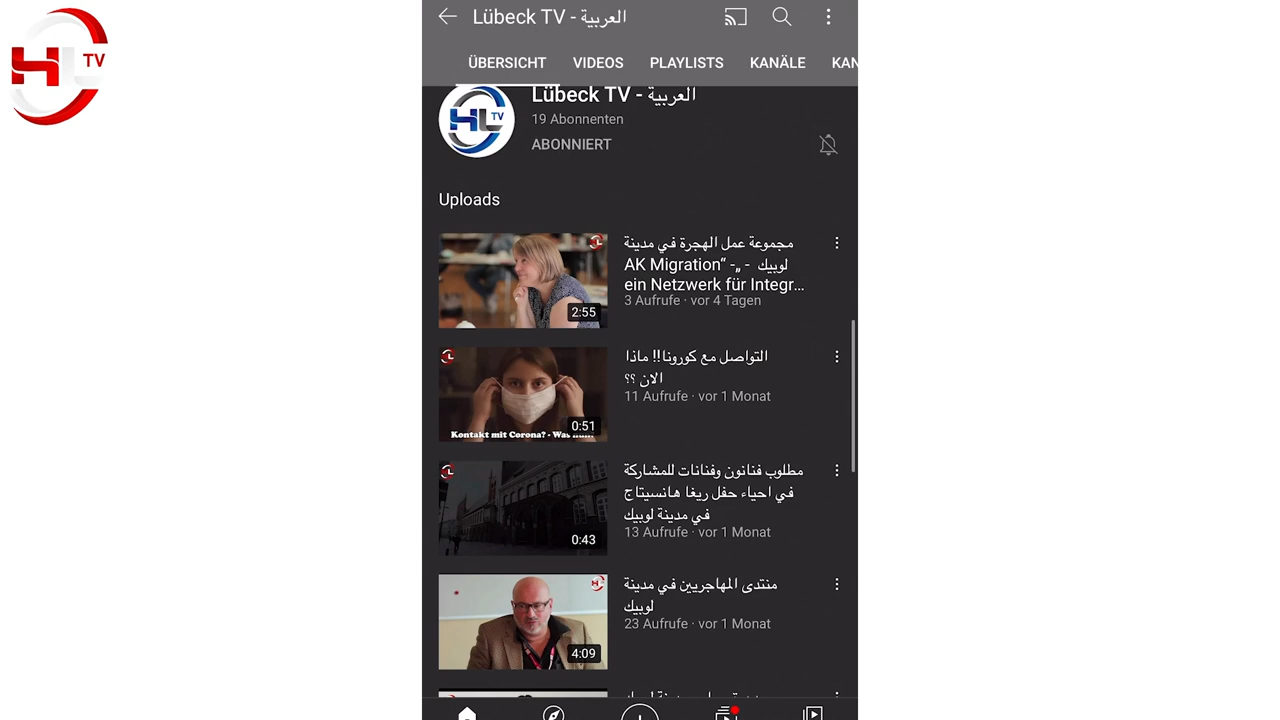 HL TV
Lübeck TV - العربية
ÜBERSICHT VIDEOS PLAYLISTS KANÄLE KAN
HL TV
Lübeck TV - العربية
19 Abonnenten
ABONNIERT
Uploads
2:55
مجموعة عمل الهجرة في مدينة
لوبيك - „- “AK Migration
ein Netzwerk für Integr...
3 Aufrufe · vor 4 Tagen
Kontakt mit Corona? - Was
0:51
التواصل مع كورونا!! ماذا
الان ؟؟
11 Aufrufe · vor 1 Monat
0:43
مطلوب فنانون وفنانات للمشاركة
في احياء حفل ريغا هانسيتاج
في مدينة لوبيك
13 Aufrufe · vor 1 Monat
4:09
منتدى المهاجريين في مدينة
لوبيك
23 Aufrufe · vor 1 Monat